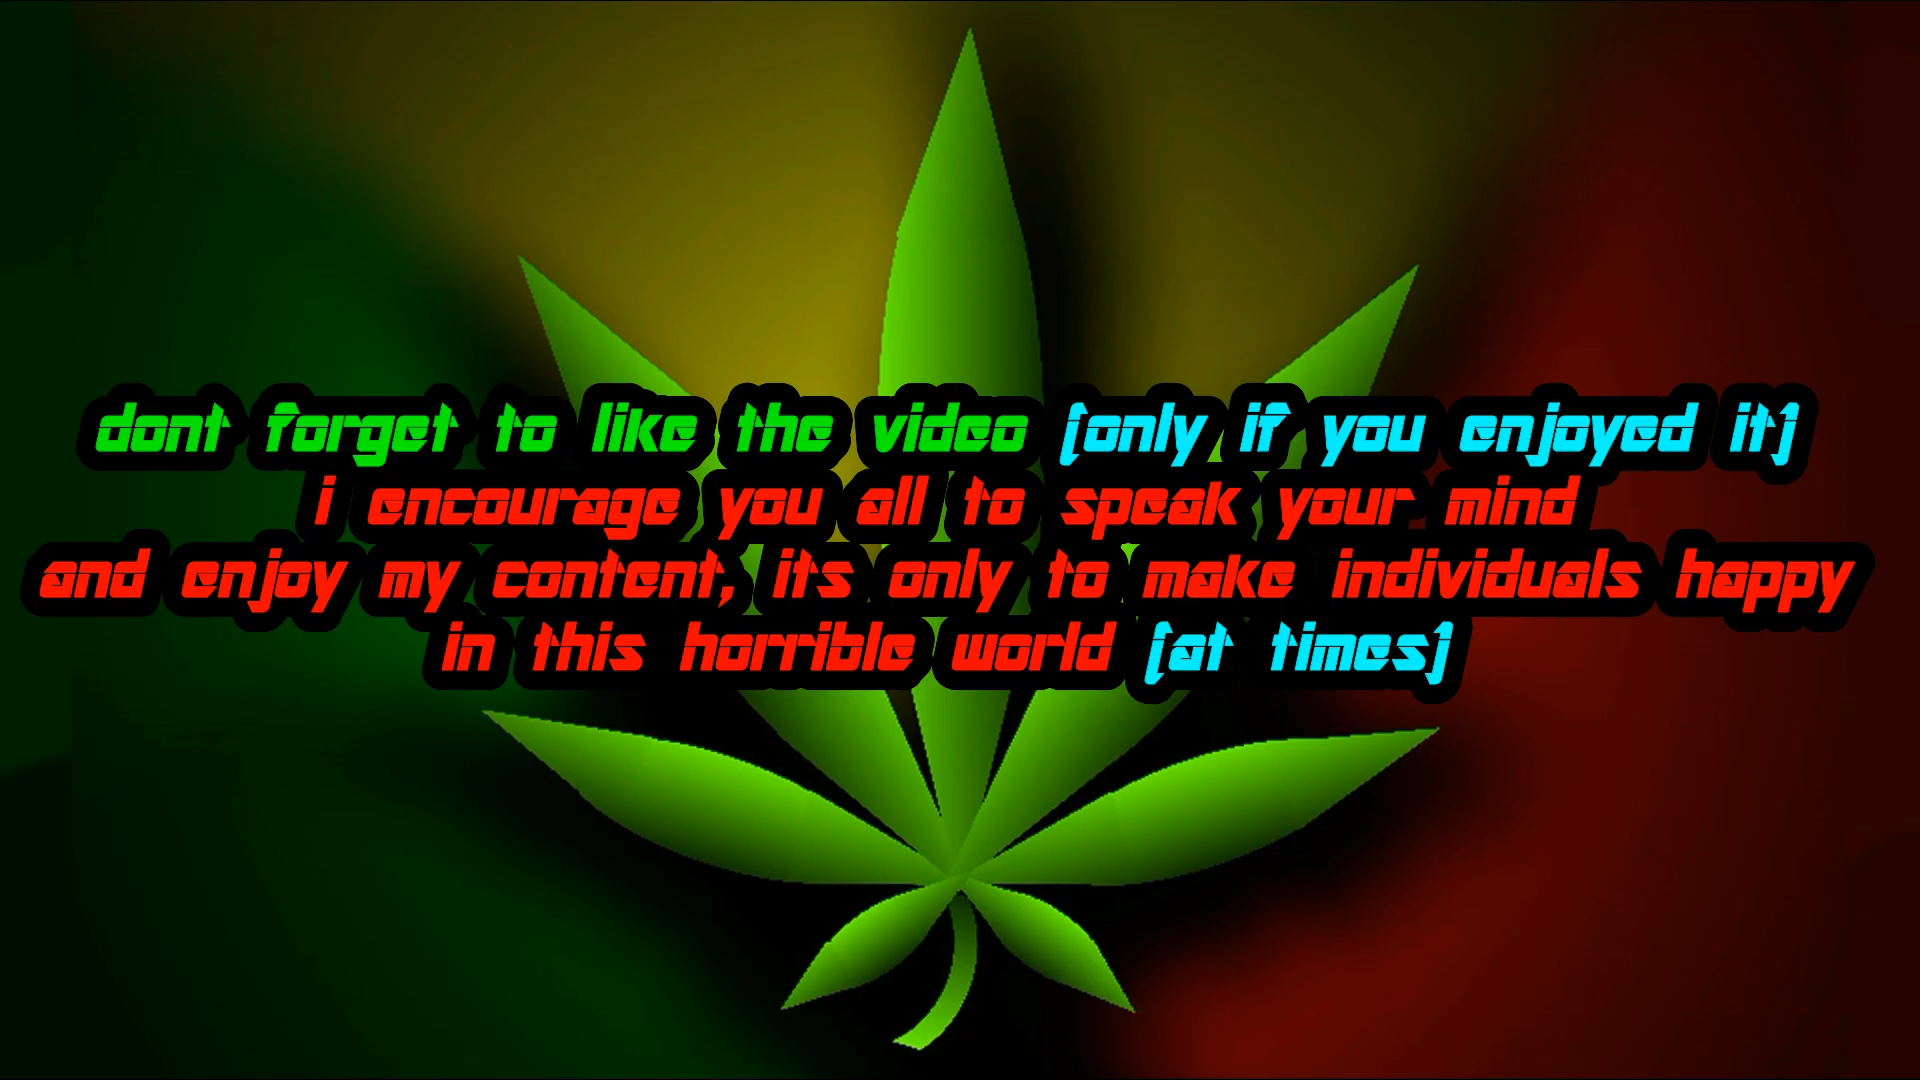 dont forget to like the video (only if you enjoyed it)
i encourage you all to speak your mind
and enjoy my content, its only to make individuals happy
in this horrible world (at times)